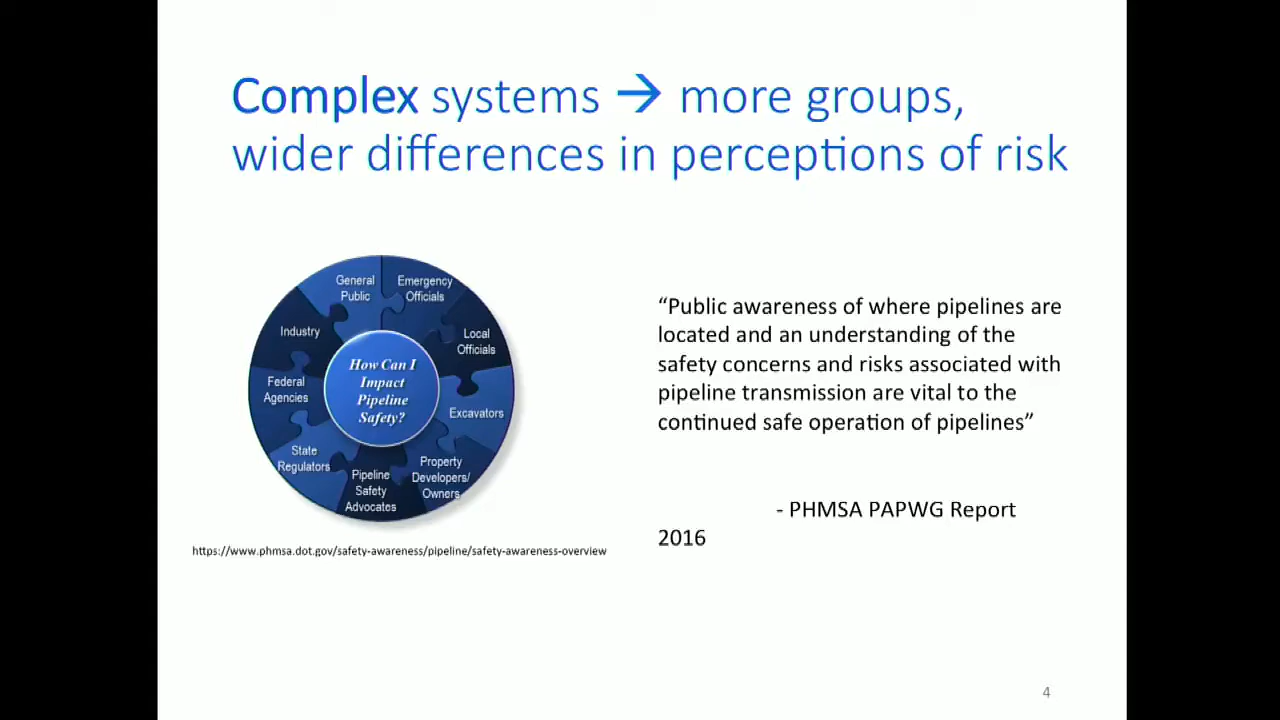 Complex systems → more groups,
wider differences in perceptions of risk
General
Public
Emergency
Officials
Local
Officials
Excavators
Property
Developers/
Owners
Pipeline
Safety
Advocates
State
Regulators
Federal
Agencies
Industry
How Can I
Impact
Pipeline
Safety?
https://www.phmsa.dot.gov/safety-awareness/pipeline/safety-awareness-overview
“Public awareness of where pipelines are
located and an understanding of the
safety concerns and risks associated with
pipeline transmission are vital to the
continued safe operation of pipelines”
- PHMSA PAPWG Report
2016
4